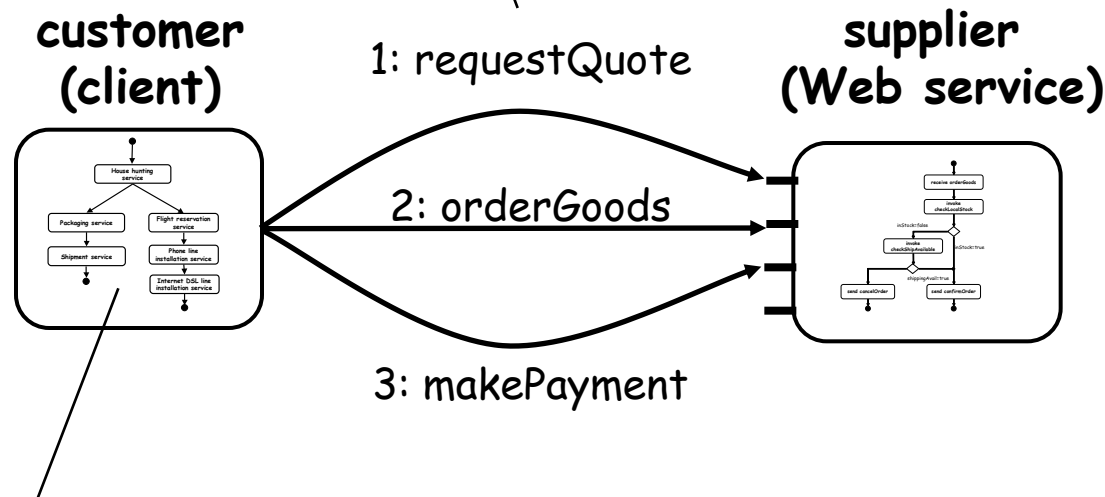 customer
(client)
1: requestQuote
supplier
(Web service)
House hunting
service
Packaging service
Flight reservation
service
Shipment service
Phone line
installation service
Internet DSL line
installation service
2: orderGoods
3: makePayment
receive orderGoods
invoke
checkLocalStock
inStock:false
inStock:true
invoke
checkShipAvailable
shippingAvail:true
send cancelOrder
send confirmOrder